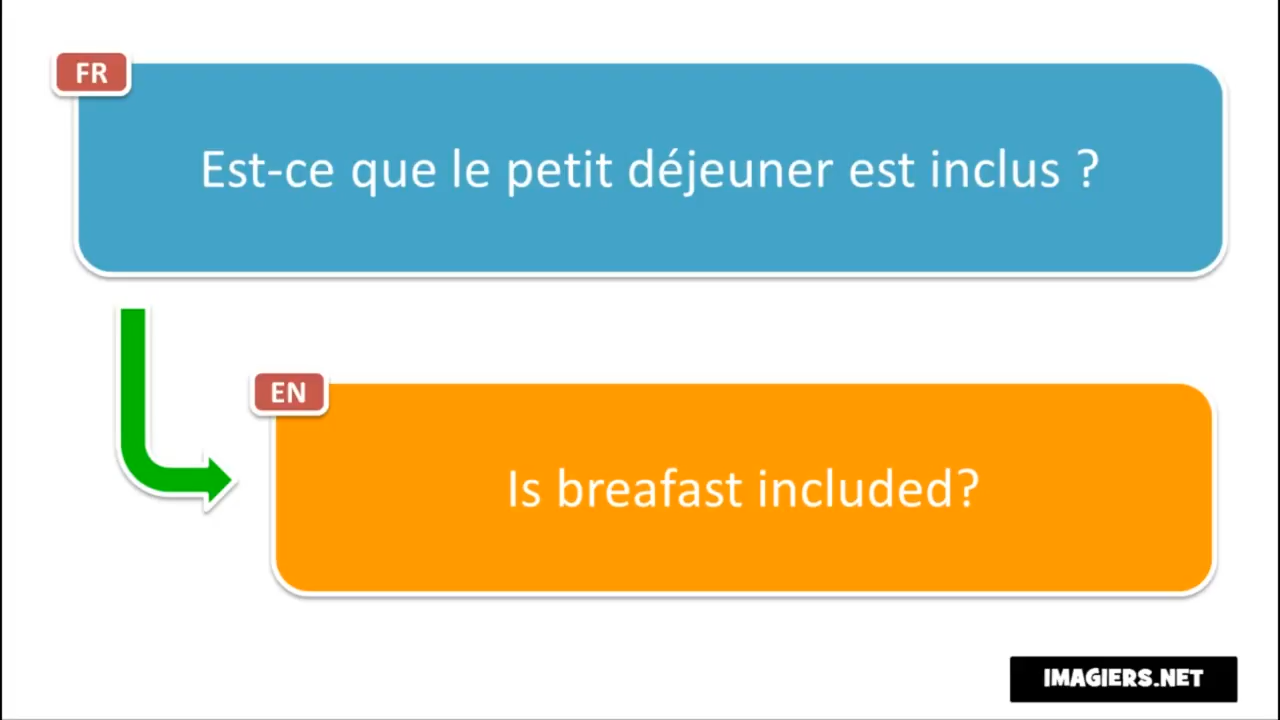 FR
Est-ce que le petit déjeuner est inclus ?
EN
Is breafast included?
IMAGIERS.NET